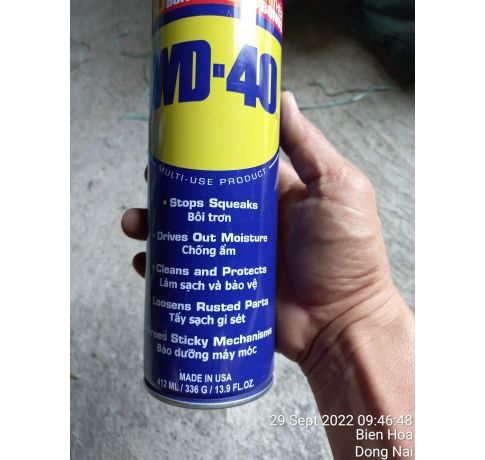 WD-40
MULTI-USE PRODUCT
• Stops Squeaks
Bôi trơn
• Drives Out Moisture
Chống ẩm
• Cleans and Protects
Làm sạch và bảo vệ
Loosens Rusted Parts
Tẩy sạch gỉ sét
Frees Sticky Mechanisms
Bảo dưỡng máy móc
MADE IN USA
412 ML / 336 G / 13.9 FL.OZ.
29 Sept 2022 09:46:48
Bien Hoa
Dong Nai